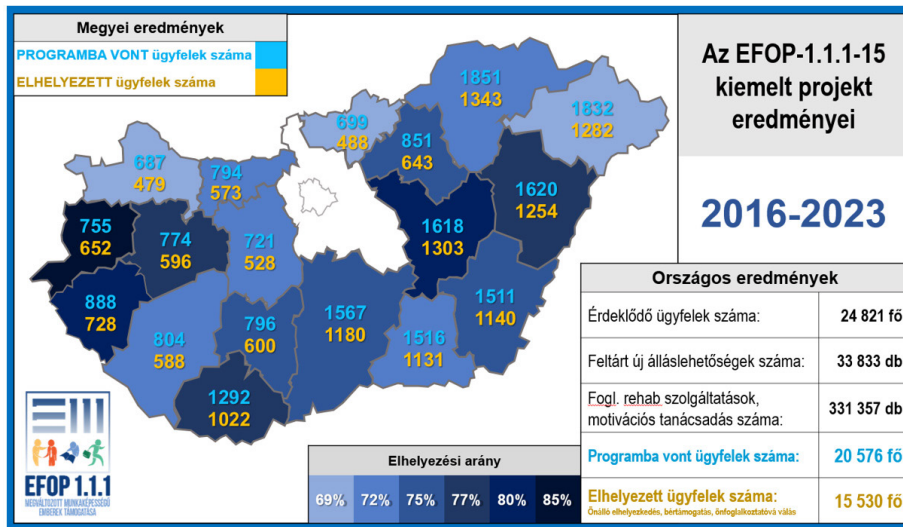 Megyei eredmények
PROGRAMBA VONT ügyfelek száma
ELHELYEZETT ügyfelek száma
Az EFOP-1.1.1-15
kiemelt projekt
eredményei
2016-2023
1851
1343
1832
1282
699
488
851
643
687
479
794
573
1620
1254
755
652
774
596
721
528
1618
1303
888
728
804
588
796
600
1567
1180
1516
1131
1511
1140
1292
1022
Országos eredmények
Érdeklődő ügyfelek száma: 24 821 fő
Feltárt új álláslehetőségek száma: 33 833 db
Fogl. rehab szolgáltatások,
motivációs tanácsadás száma: 331 357 db
Programba vont ügyfelek száma: 20 576 fő
Elhelyezett ügyfelek száma: 15 530 fő
Önálló elhelyezkedés, bértámogatás, önfoglalkoztatóvá válás
Elhelyezési arány
69% 72% 75% 77% 80% 85%
EFOP 1.1.1
MEGVÁLTOZOTT MUNKAKÉPESSÉGŰ
EMBEREK TÁMOGATÁSA